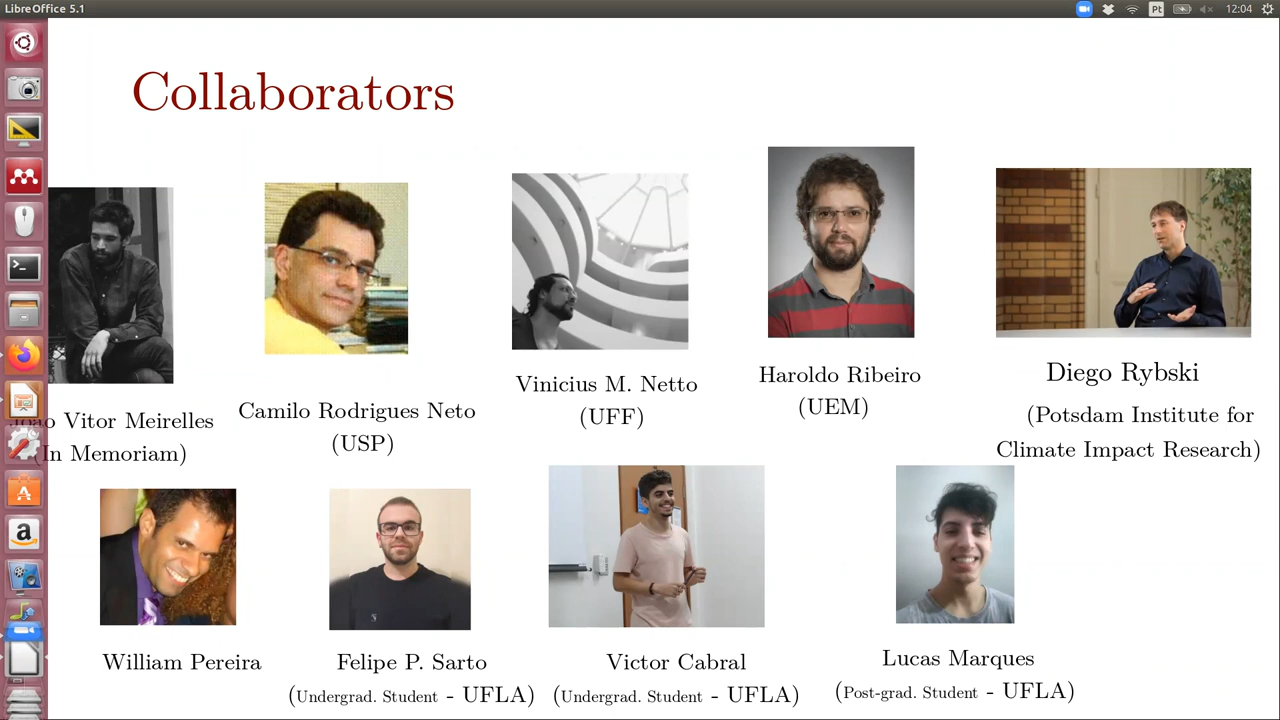 LibreOffice 5.1
Pt
12:04
Collaborators
João Vitor Meirelles
(In Memoriam)
Camilo Rodrigues Neto
(USP)
Vinicius M. Netto
(UFF)
Haroldo Ribeiro
(UEM)
Diego Rybski
(Potsdam Institute for
Climate Impact Research)
William Pereira
Felipe P. Sarto
(Undergrad. Student - UFLA)
Victor Cabral
(Undergrad. Student - UFLA)
Lucas Marques
(Post-grad. Student - UFLA)